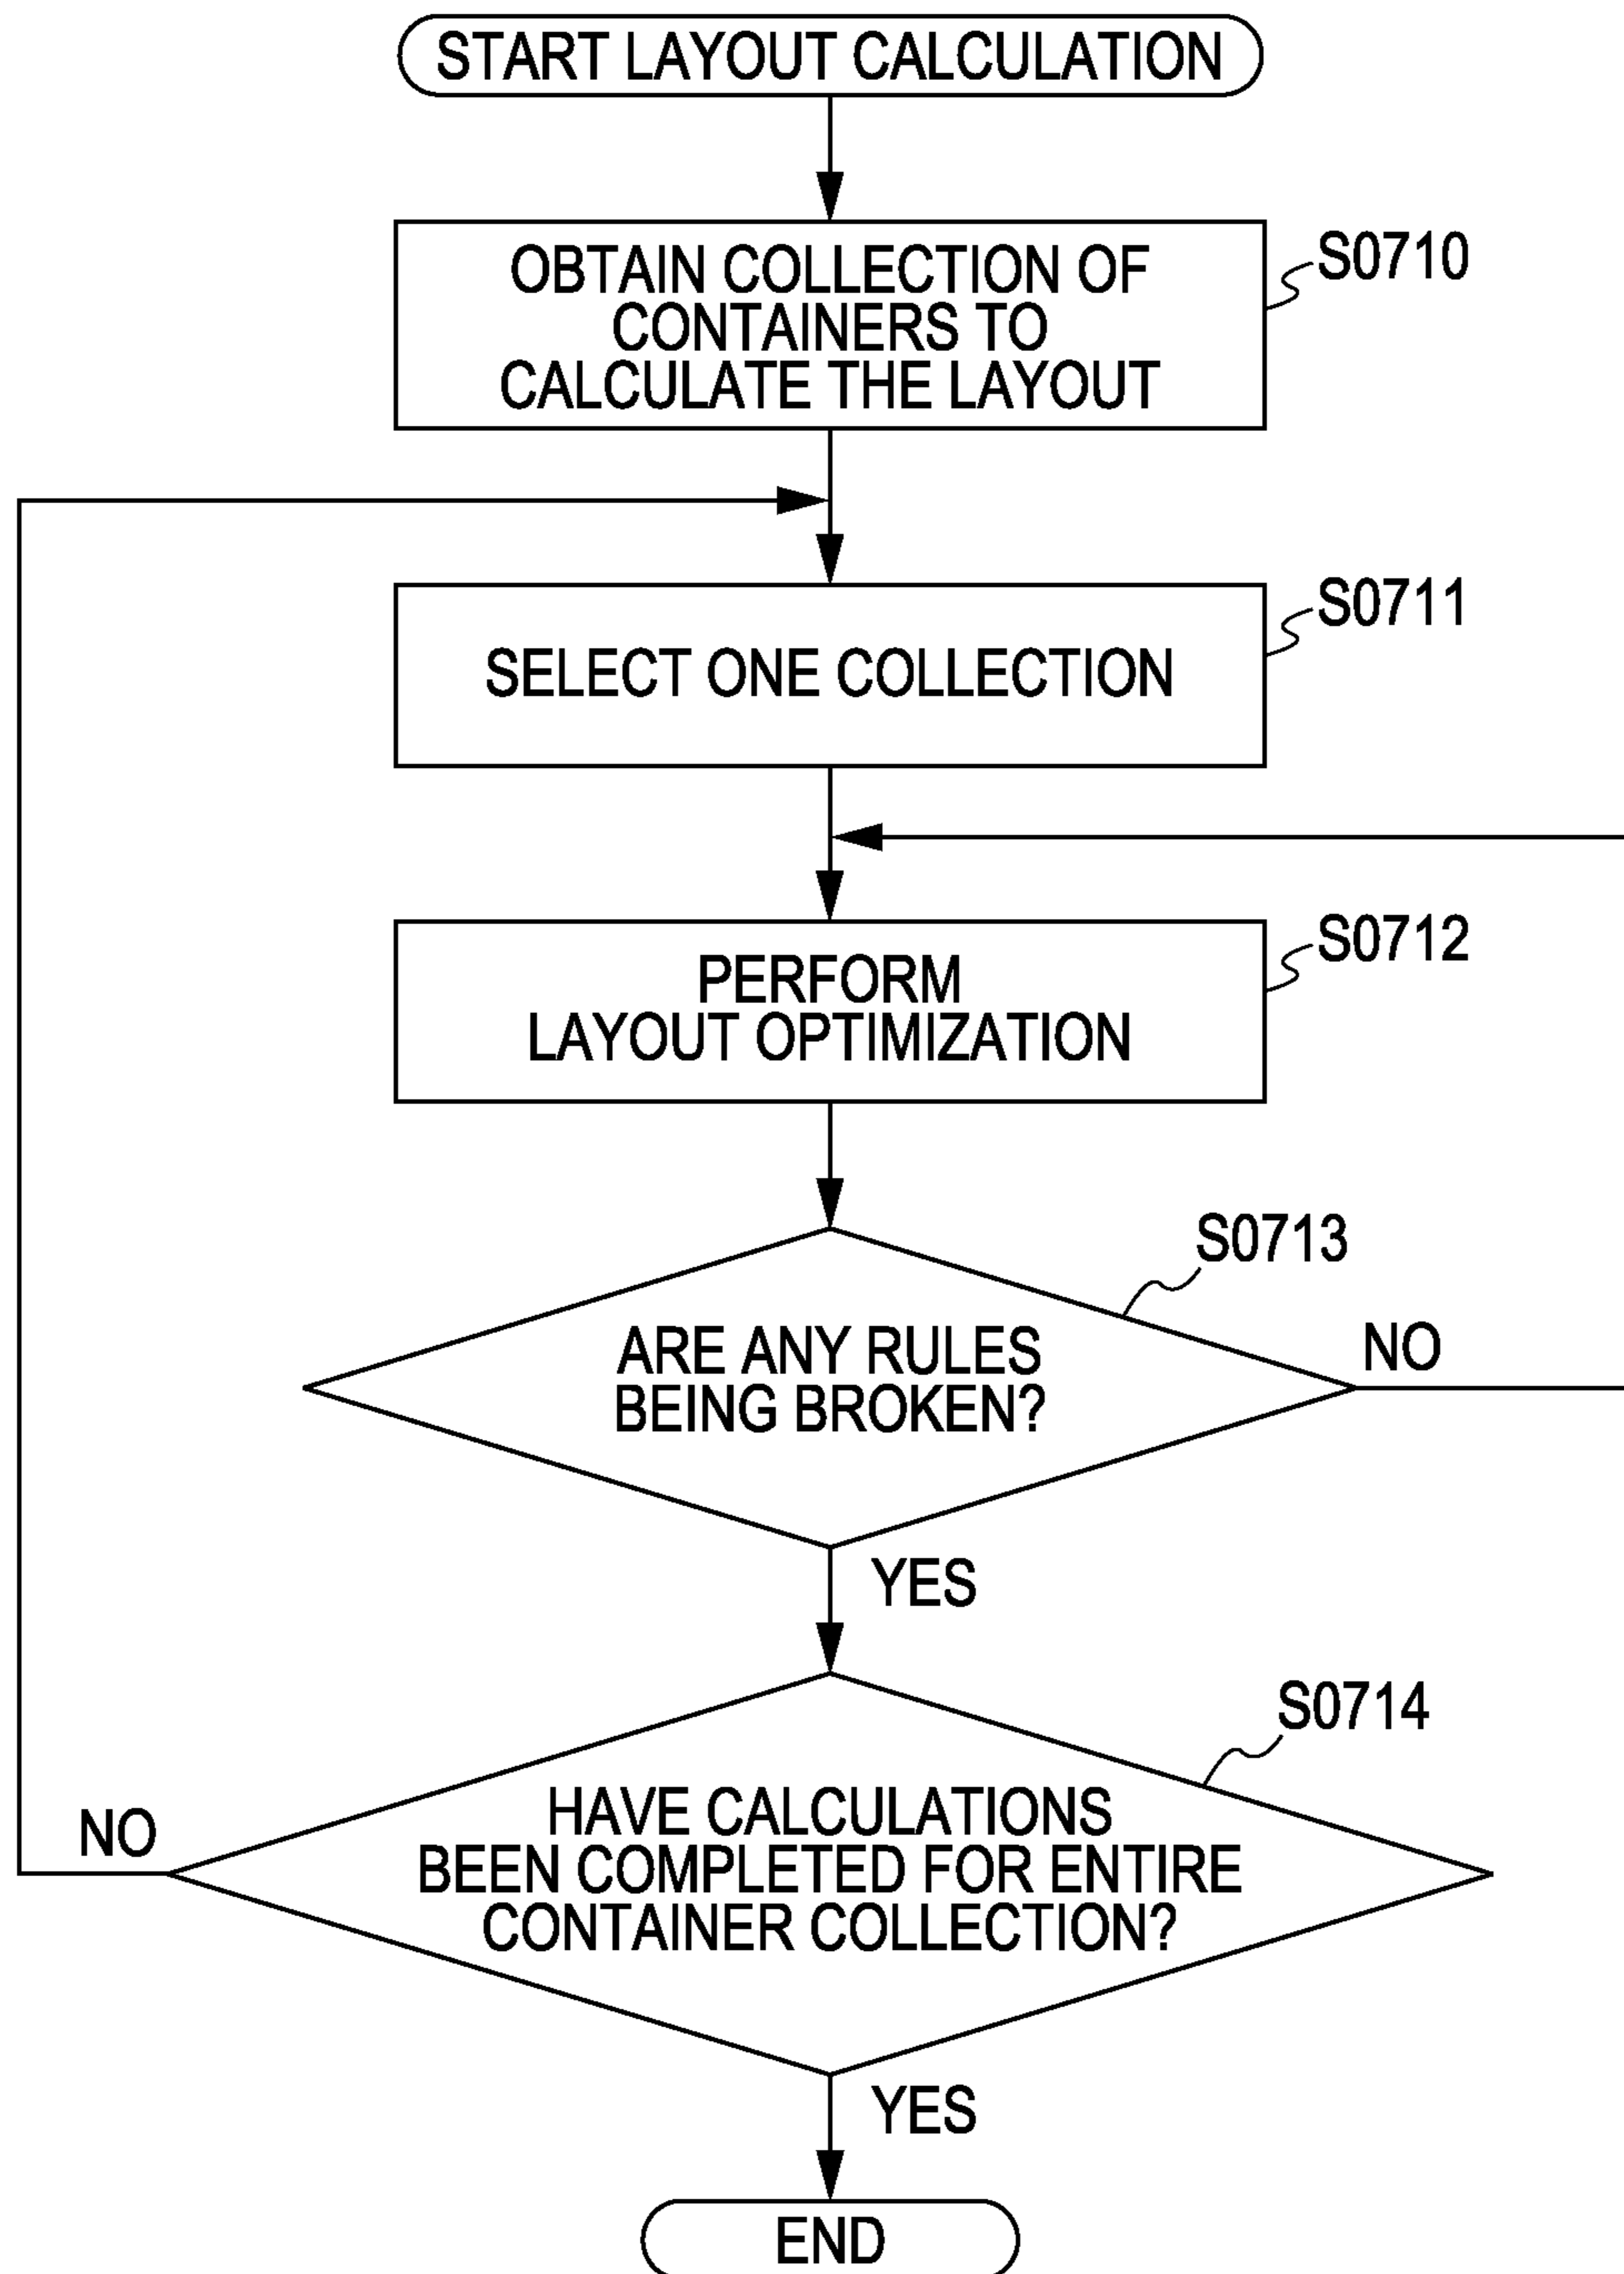 START LAYOUT CALCULATION
OBTAIN COLLECTION OF
CONTAINERS TO
CALCULATE THE LAYOUT
S0710
SELECT ONE COLLECTION
S0711
PERFORM
LAYOUT OPTIMIZATION
S0712
S0713
ARE ANY RULES
BEING BROKEN?
NO
YES
S0714
HAVE CALCULATIONS
BEEN COMPLETED FOR ENTIRE
CONTAINER COLLECTION?
NO
YES
END